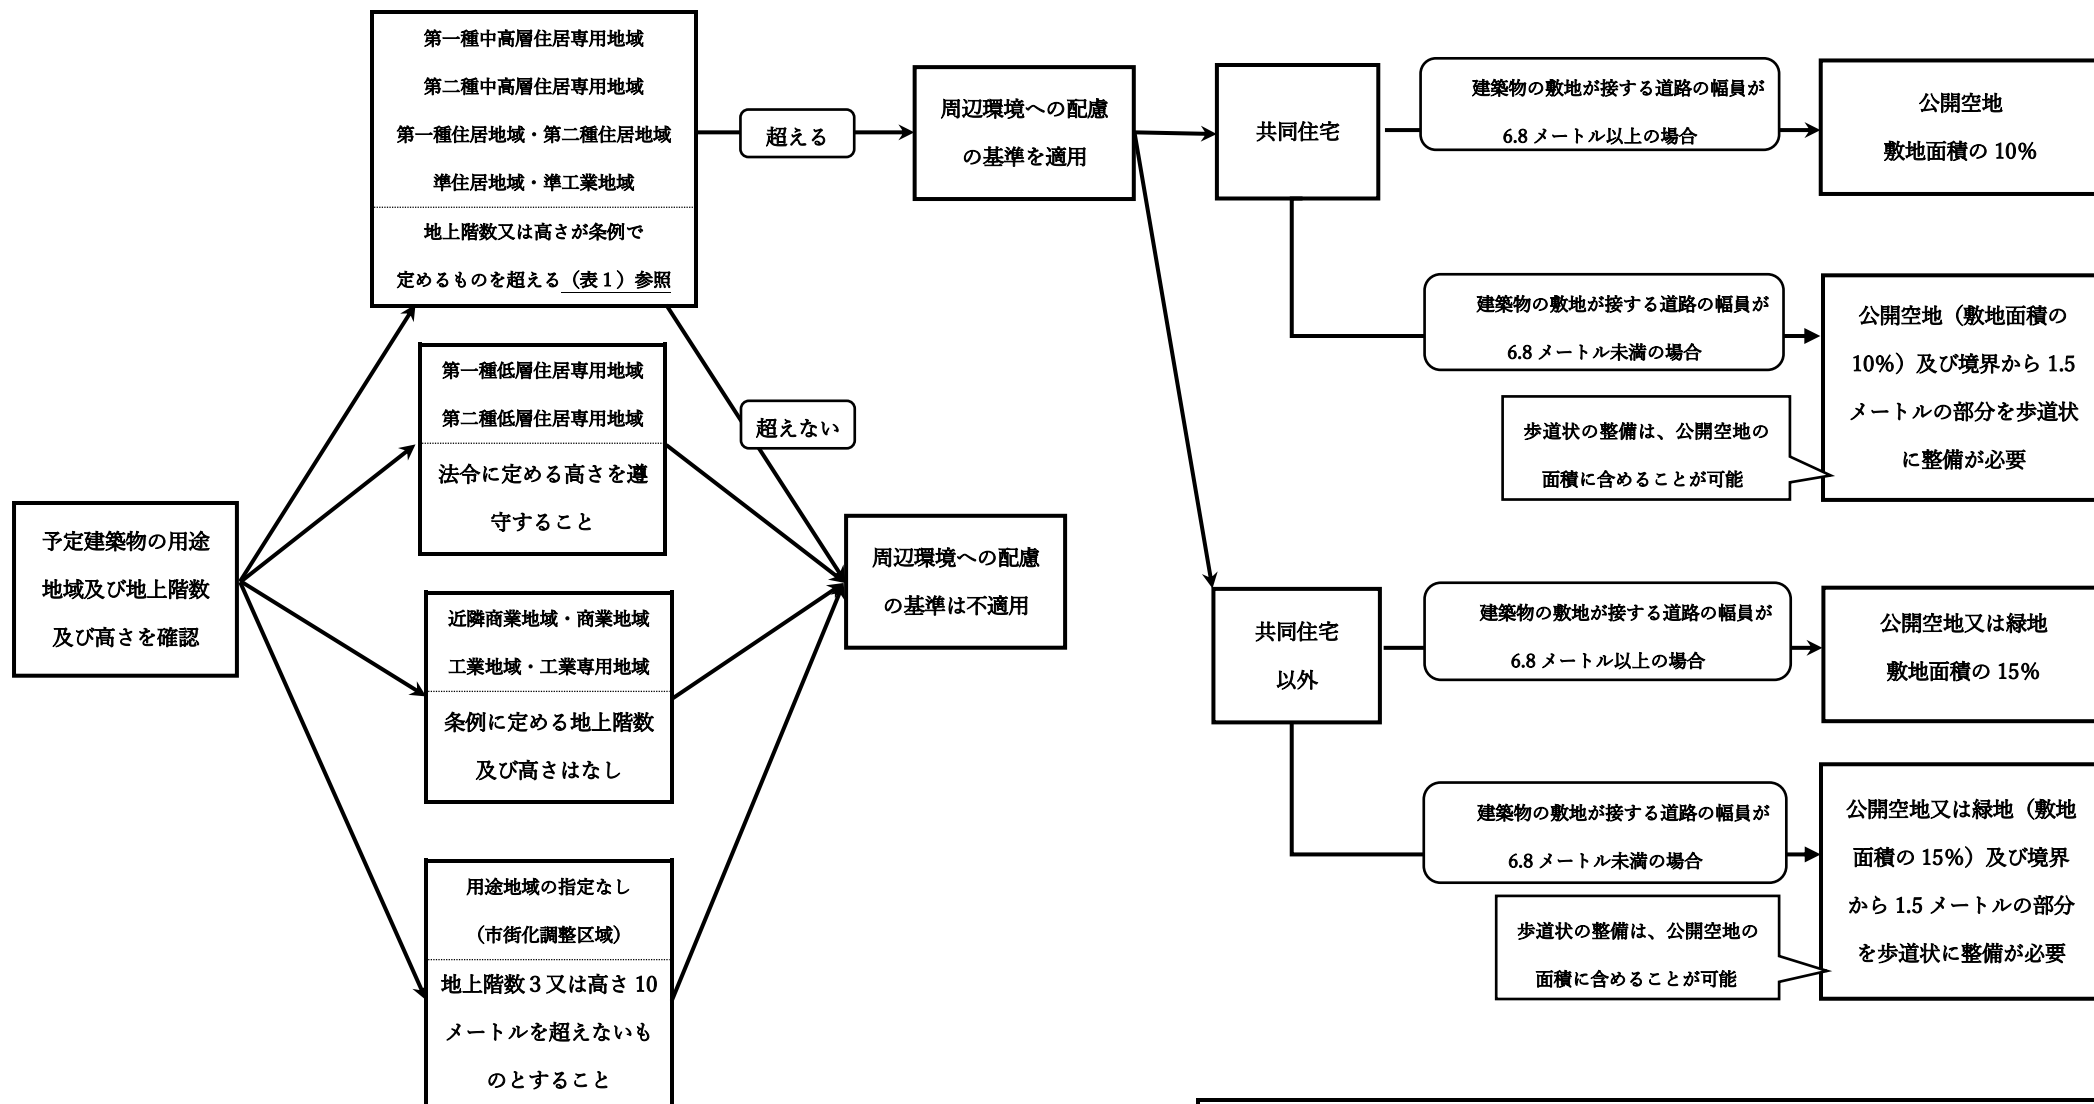 予定建築物の用途
地域及び地上階数
及び高さを確認
第一種中高層住居専用地域
第二種中高層住居専用地域
第一種住居地域・第二種住居地域
準住居地域・準工業地域
地上階数又は高さが条例で
定めるものを超える（表１）参照
第一種低層住居専用地域
第二種低層住居専用地域
法令に定める高さを遵
守すること
近隣商業地域・商業地域
工業地域・工業専用地域
条例に定める地上階数
及び高さはなし
用途地域の指定なし
（市街化調整区域）
地上階数３又は高さ 10
メートルを超えないも
のとすること
超える
超えない
周辺環境への配慮
の基準を適用
周辺環境への配慮
の基準は不適用
共同住宅
建築物の敷地が接する道路の幅員が
6.8 メートル以上の場合
公開空地
敷地面積の 10%
建築物の敷地が接する道路の幅員が
6.8 メートル未満の場合
公開空地（敷地面積の
10%）及び境界から 1.5
メートルの部分を歩道状
に整備が必要
歩道状の整備は、公開空地の
面積に含めることが可能
共同住宅
以外
建築物の敷地が接する道路の幅員が
6.8 メートル以上の場合
公開空地又は緑地
敷地面積の 15%
建築物の敷地が接する道路の幅員が
6.8 メートル未満の場合
公開空地又は緑地（敷地
面積の 15%）及び境界
から 1.5 メートルの部分
を歩道状に整備が必要
歩道状の整備は、公開空地の
面積に含めることが可能